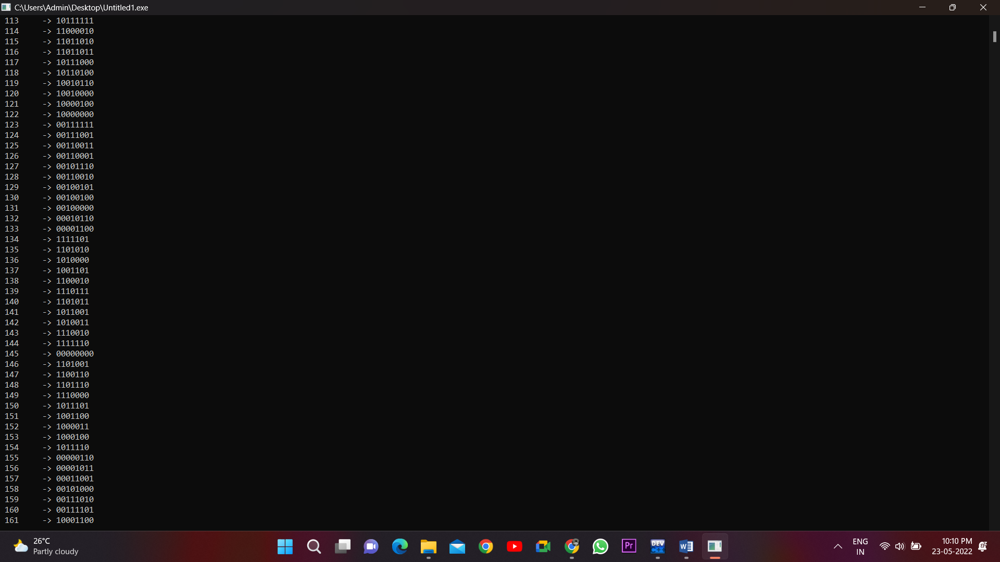 C:\Users\Admin\Desktop\Untitled1.exe
113 -> 10111111
114 -> 11000010
115 -> 11011010
116 -> 11011011
117 -> 10111000
118 -> 10110100
119 -> 10010110
120 -> 10010000
121 -> 10000100
122 -> 10000000
123 -> 00111111
124 -> 00111001
125 -> 00110011
126 -> 00110001
127 -> 00101110
128 -> 00110010
129 -> 00100101
130 -> 00100100
131 -> 00100000
132 -> 00010110
133 -> 00001100
134 -> 1111101
135 -> 1101010
136 -> 1010000
137 -> 1001101
138 -> 1100010
139 -> 1110111
140 -> 1101011
141 -> 1011001
142 -> 1010011
143 -> 1110010
144 -> 1111110
145 -> 00000000
146 -> 1101001
147 -> 1100110
148 -> 1101110
149 -> 1110000
150 -> 1011101
151 -> 1001100
152 -> 1000011
153 -> 1000100
154 -> 1011110
155 -> 00000110
156 -> 00001011
157 -> 00011001
158 -> 00101000
159 -> 00111010
160 -> 00111101
161 -> 10001100
26°C
Partly cloudy
Pr
DEV
C++
W
ENG
IN
10:10 PM
23-05-2022